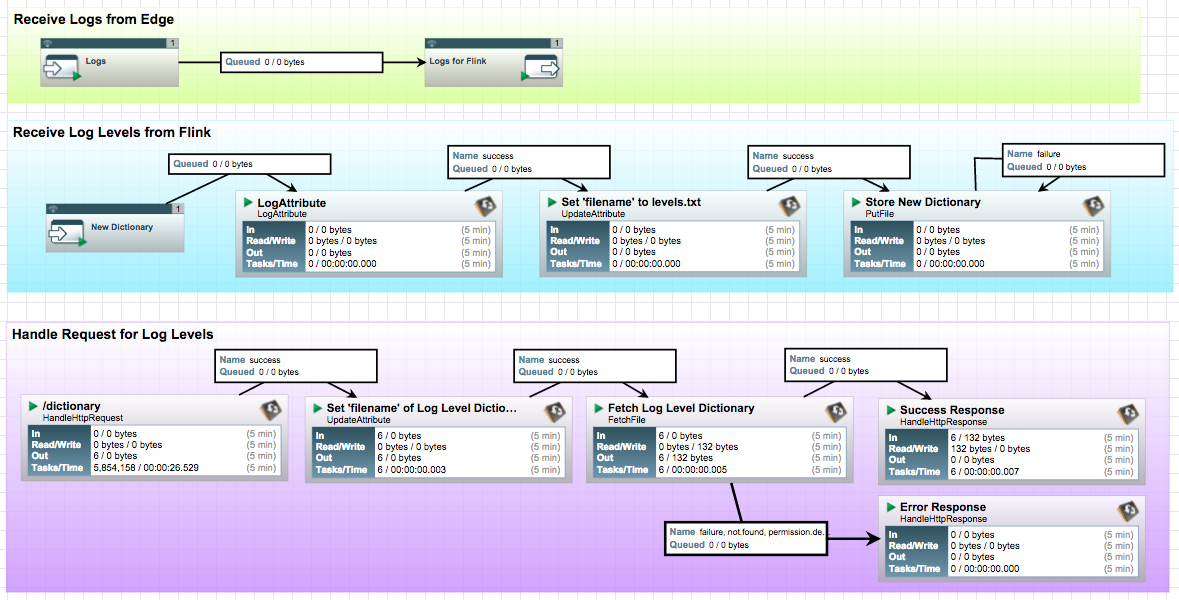 Receive Logs from Edge
1
Logs
Queued 0 / 0 bytes
1
Logs for Flink
Receive Log Levels from Flink
Queued 0 / 0 bytes
1
New Dictionary
LogAttribute
LogAttribute
In 0 / 0 bytes (5 min)
Read/Write 0 bytes / 0 bytes (5 min)
Out 0 / 0 bytes (5 min)
Tasks/Time 0 / 00:00:00.000 (5 min)
Name success
Queued 0 / 0 bytes
Set 'filename' to levels.txt
UpdateAttribute
In 0 / 0 bytes (5 min)
Read/Write 0 bytes / 0 bytes (5 min)
Out 0 / 0 bytes (5 min)
Tasks/Time 0 / 00:00:00.000 (5 min)
Name success
Queued 0 / 0 bytes
Store New Dictionary
PutFile
In 0 / 0 bytes (5 min)
Read/Write 0 bytes / 0 bytes (5 min)
Out 0 / 0 bytes (5 min)
Tasks/Time 0 / 00:00:00.000 (5 min)
Name failure
Queued 0 / 0 bytes
Handle Request for Log Levels
/dictionary
HandleHttpRequest
In 0 / 0 bytes (5 min)
Read/Write 0 bytes / 0 bytes (5 min)
Out 6 / 0 bytes (5 min)
Tasks/Time 5,854,158 / 00:00:26.529 (5 min)
Name success
Queued 0 / 0 bytes
Set 'filename' of Log Level Dictio...
UpdateAttribute
In 6 / 0 bytes (5 min)
Read/Write 0 bytes / 0 bytes (5 min)
Out 6 / 0 bytes (5 min)
Tasks/Time 6 / 00:00:00.003 (5 min)
Name success
Queued 0 / 0 bytes
Fetch Log Level Dictionary
FetchFile
In 6 / 0 bytes (5 min)
Read/Write 0 bytes / 132 bytes (5 min)
Out 6 / 132 bytes (5 min)
Tasks/Time 6 / 00:00:00.005 (5 min)
Name success
Queued 0 / 0 bytes
Success Response
HandleHttpResponse
In 6 / 132 bytes (5 min)
Read/Write 132 bytes / 0 bytes (5 min)
Out 0 / 0 bytes (5 min)
Tasks/Time 6 / 00:00:00.007 (5 min)
Name failure, not.found, permission.de...
Queued 0 / 0 bytes
Error Response
HandleHttpResponse
In 0 / 0 bytes (5 min)
Read/Write 0 bytes / 0 bytes (5 min)
Out 0 / 0 bytes (5 min)
Tasks/Time 0 / 00:00:00.000 (5 min)